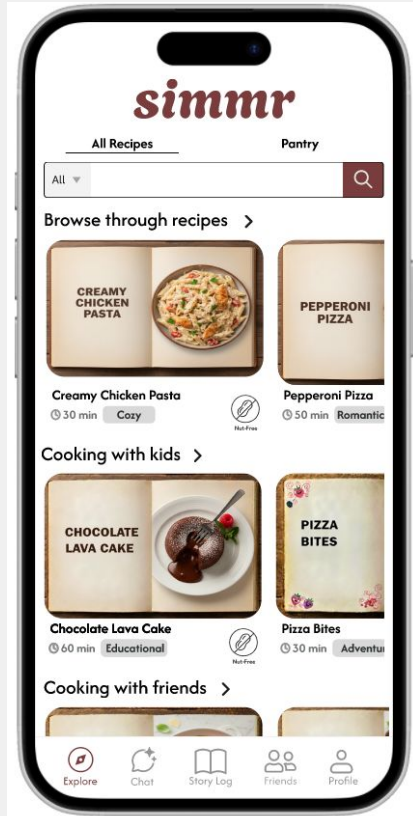 simmr
All Recipes
Pantry
All
Browse through recipes
CREAMY
CHICKEN
PASTA
PEPPERONI
PIZZA
Creamy Chicken Pasta
30 min Cozy
Nut-Free
Pepperoni Pizza
50 min Romantic
Cooking with kids
CHOCOLATE
LAVA CAKE
PIZZA
BITES
Chocolate Lava Cake
60 min Educational
Nut-Free
Pizza Bites
30 min Adventu
Cooking with friends
Explore
Chat
Story Log
Friends
Profile